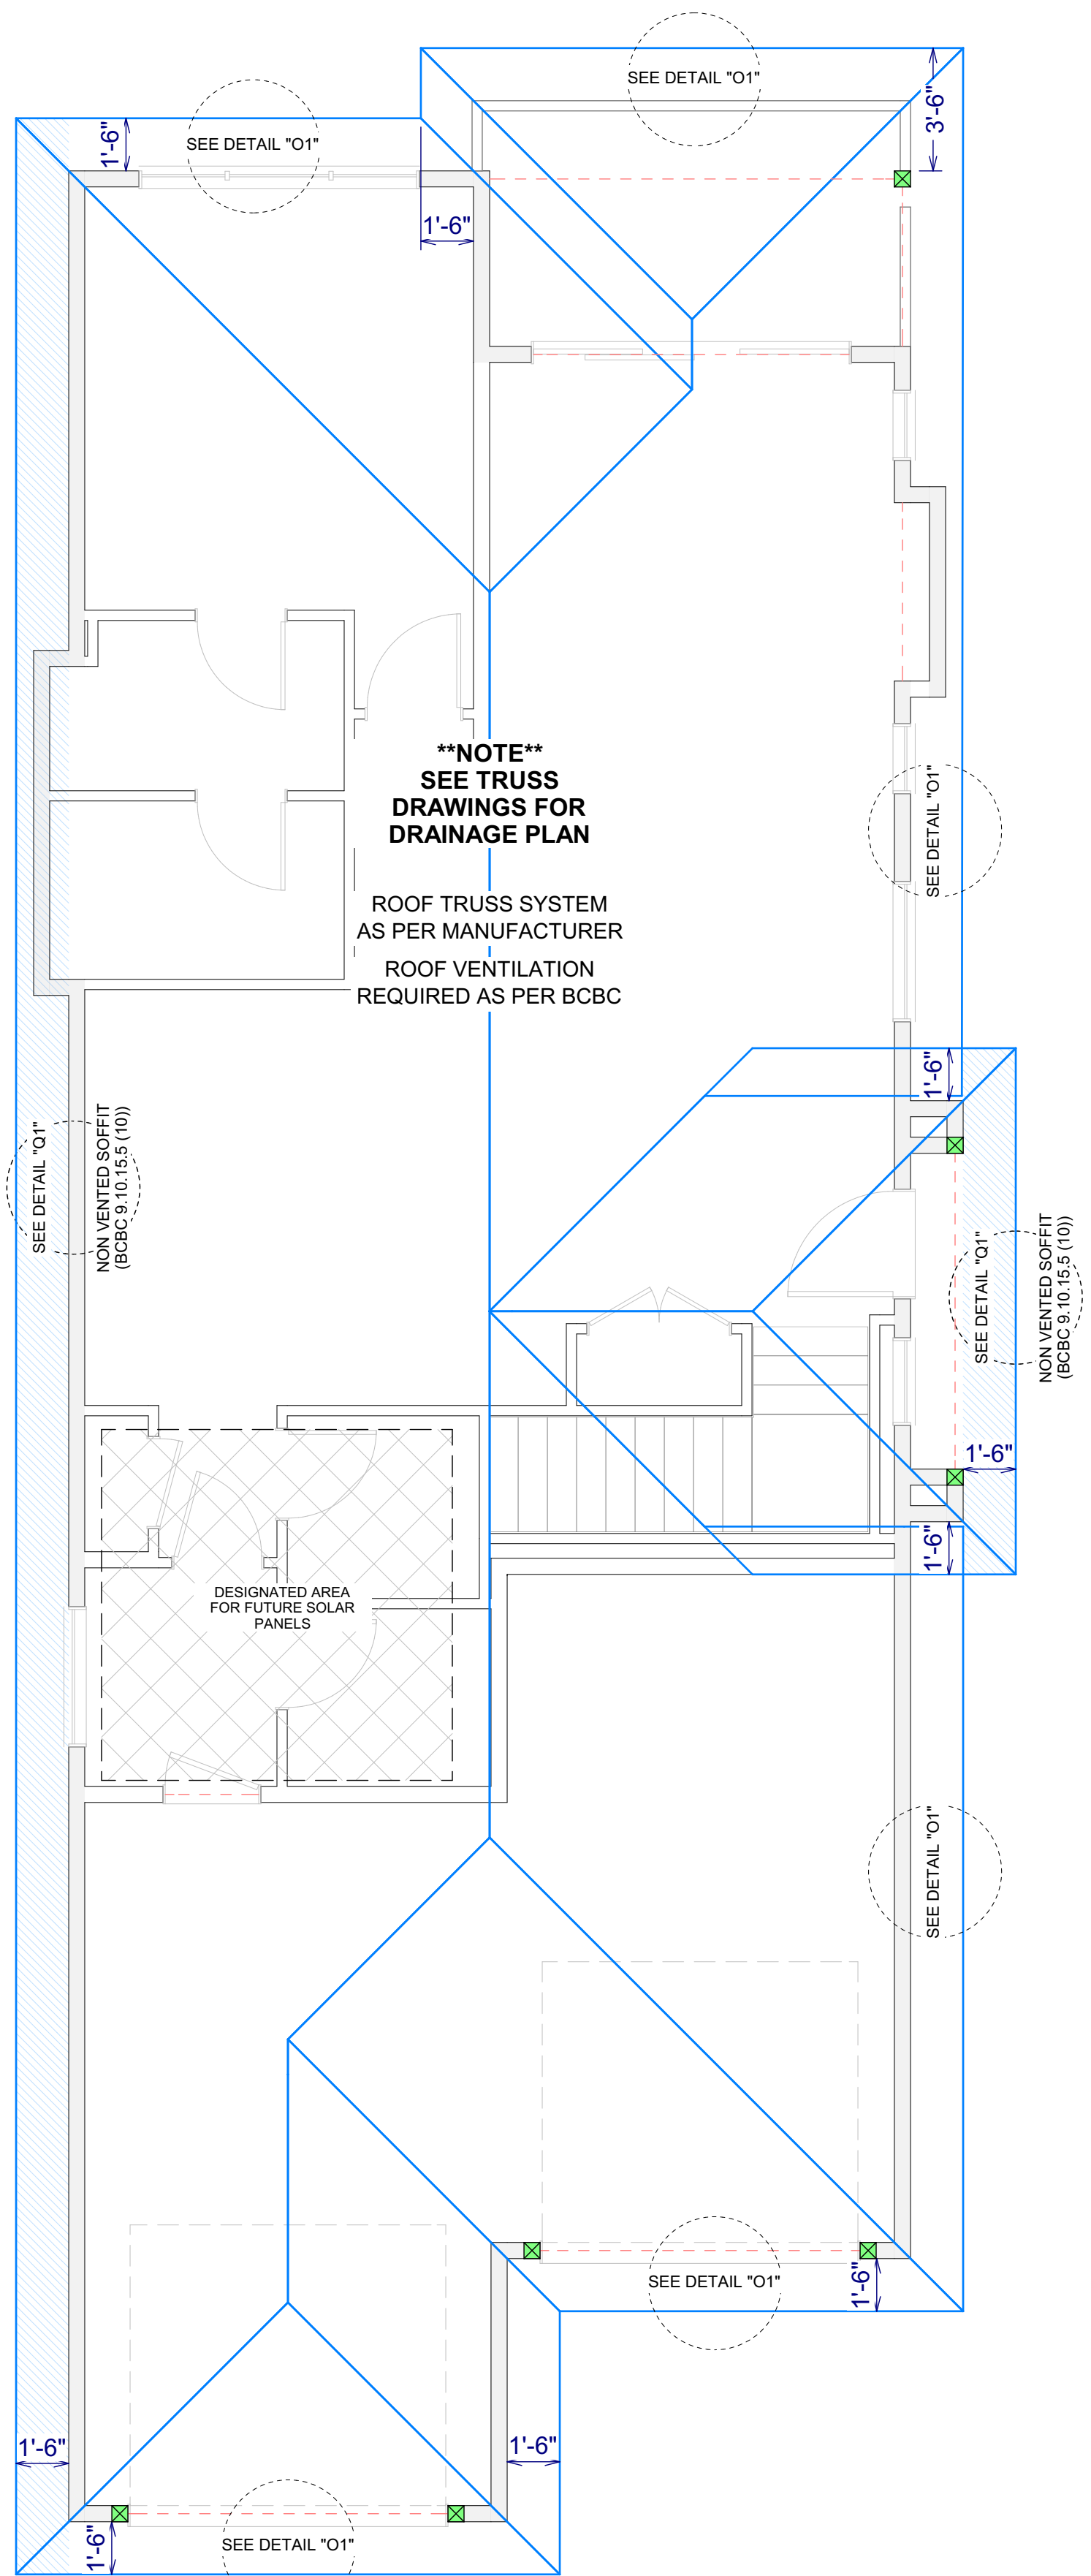 SEE DETAIL "O1"
3'-6"
1'-6"
SEE DETAIL "O1"
1'-6"
**NOTE**
SEE TRUSS
DRAWINGS FOR
DRAINAGE PLAN
SEE DETAIL "O1"
ROOF TRUSS SYSTEM
AS PER MANUFACTURER
ROOF VENTILATION
REQUIRED AS PER BCBC
1'-6"
SEE DETAIL "Q1"
NON VENTED SOFFIT
(BCBC 9.10.15.5 (10))
SEE DETAIL "Q1"
NON VENTED SOFFIT
(BCBC 9.10.15.5 (10))
1'-6"
1'-6"
DESIGNATED AREA
FOR FUTURE SOLAR
PANELS
SEE DETAIL "O1"
SEE DETAIL "O1"
1'-6"
1'-6"
1'-6"
1'-6"
SEE DETAIL "O1"